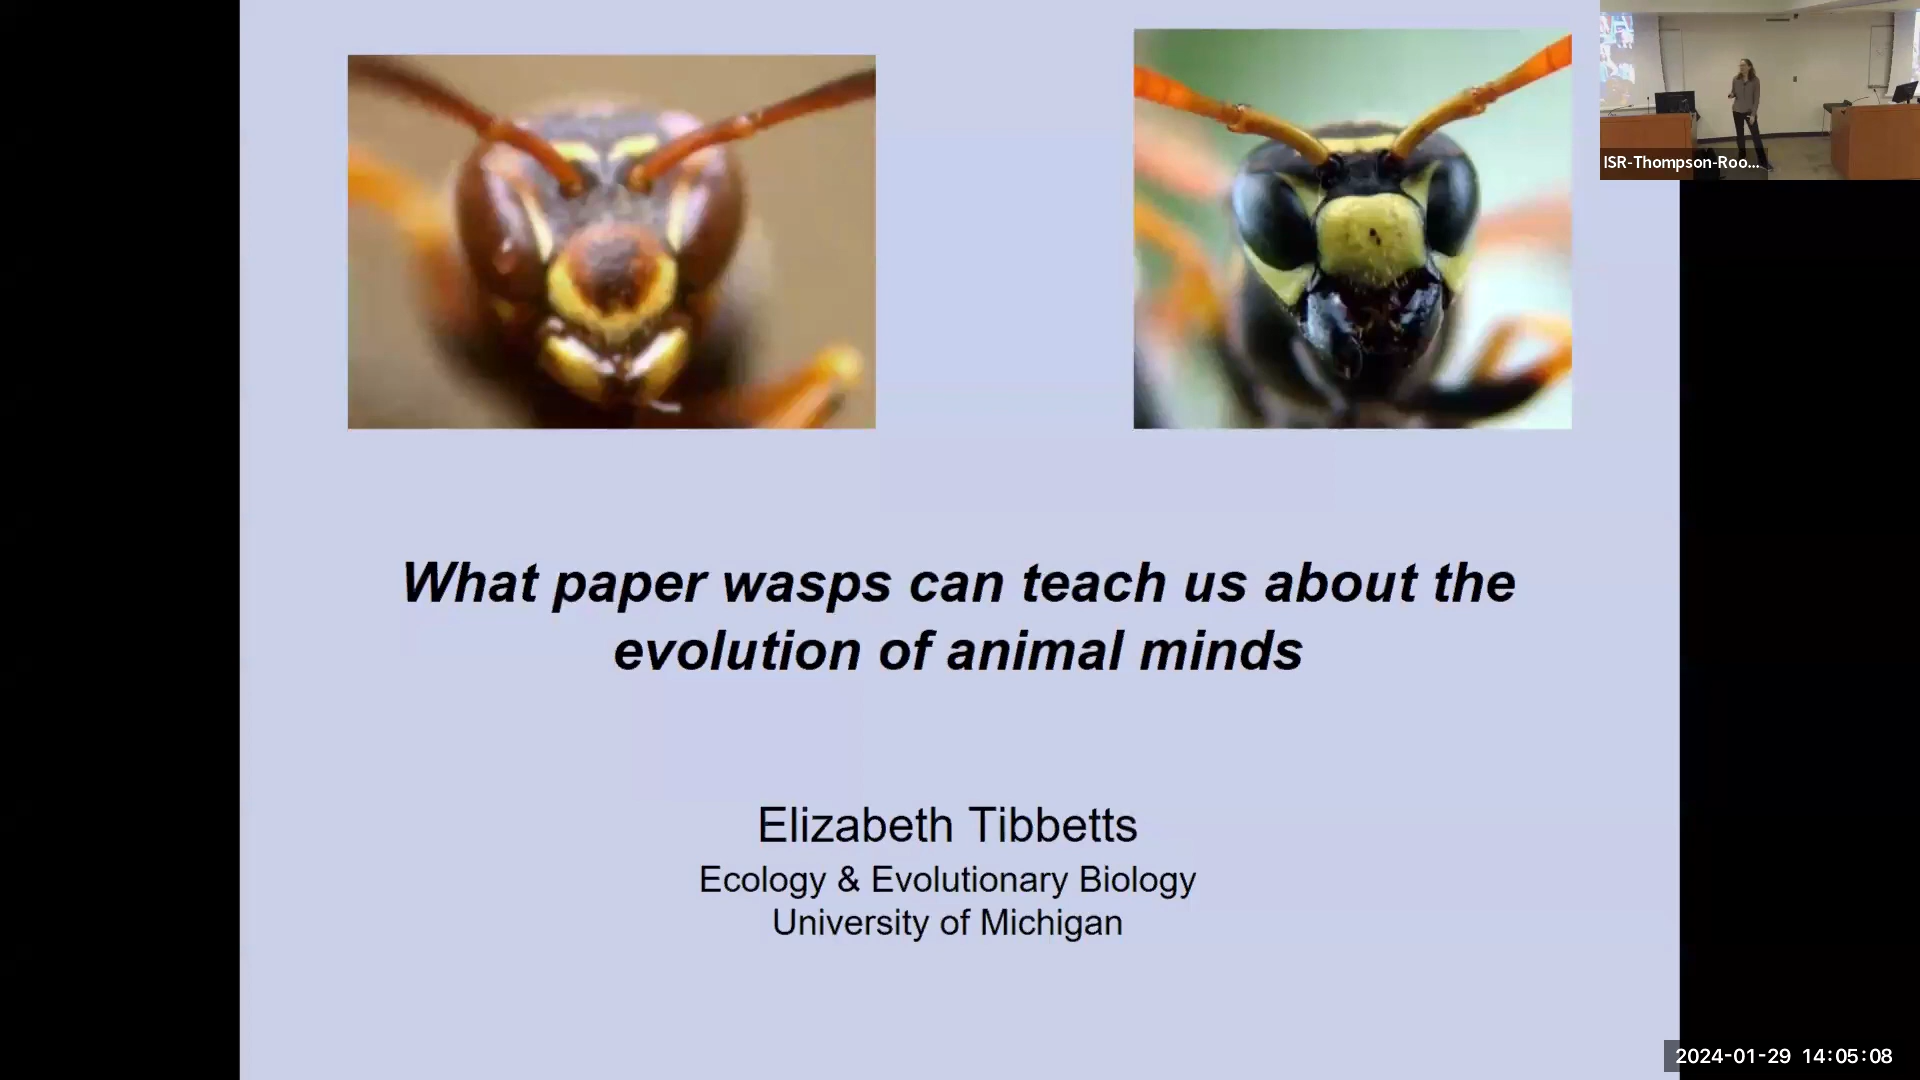 ISR-Thompson-Roo...
What paper wasps can teach us about the
evolution of animal minds
Elizabeth Tibbetts
Ecology & Evolutionary Biology
University of Michigan
2024-01-29 14:05:08